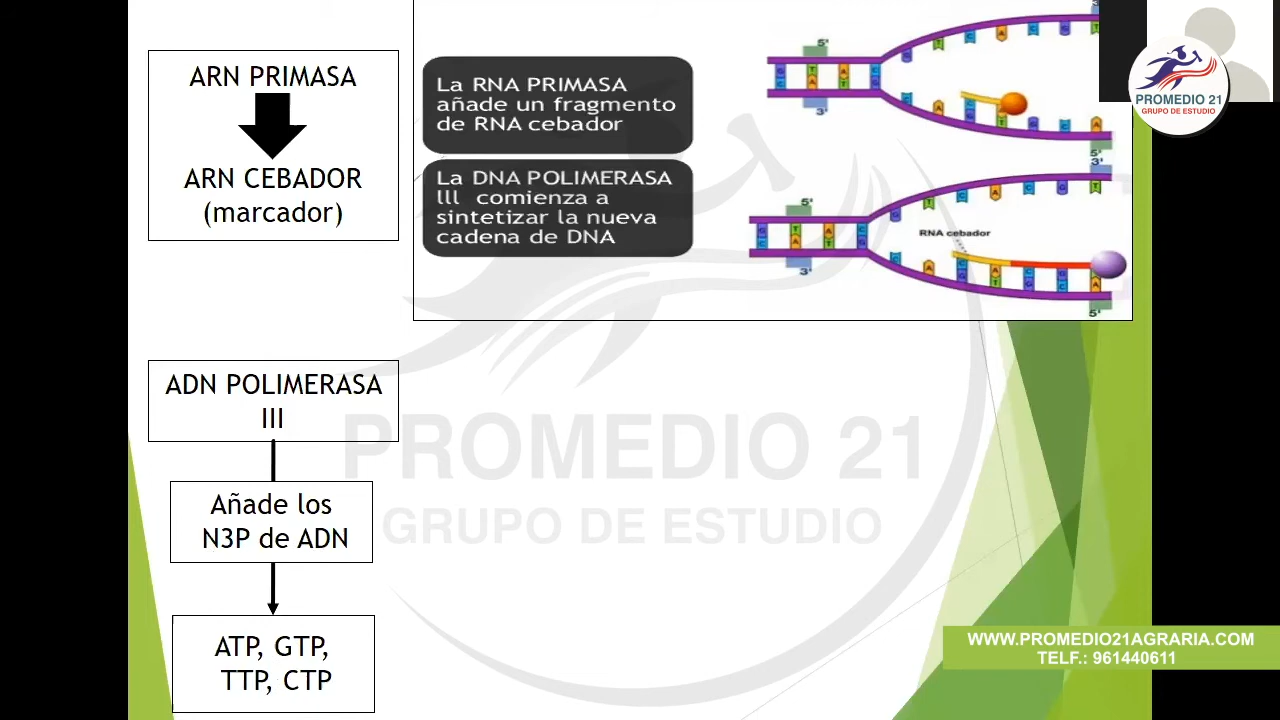 ARN PRIMASA
ARN CEBADOR
(marcador)
La RNA PRIMASA
añade un fragmento
de RNA cebador
La DNA POLIMERASA
lll comienza a
sintetizar la nueva
cadena de DNA
5'
3'
5'
3'
5'
3'
RNA cebador
5'
PROMEDIO 21
GRUPO DE ESTUDIO
ADN POLIMERASA
III
Añade los
N3P de ADN
ATP, GTP,
TTP, CTP
PROMEDIO 21
GRUPO DE ESTUDIO
WWW.PROMEDIO21AGRARIA.COM
TELF.: 961440611